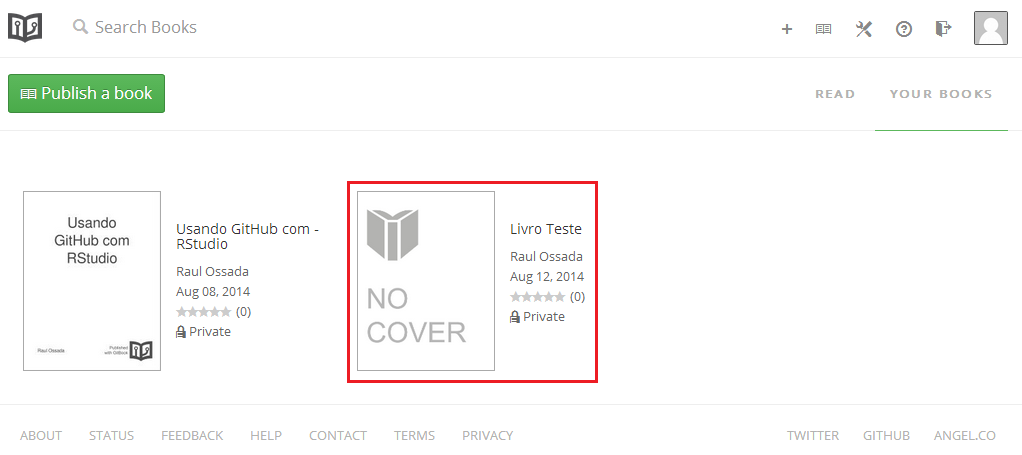 Search Books
Publish a book
READ
YOUR BOOKS
Usando
GitHub com
RStudio
Raul Ossada
Published
with GitBook
Usando GitHub com -
RStudio
Raul Ossada
Aug 08, 2014
(0)
Private
NO
COVER
Livro Teste
Raul Ossada
Aug 12, 2014
(0)
Private
ABOUT STATUS FEEDBACK HELP CONTACT TERMS PRIVACY TWITTER GITHUB ANGEL.CO